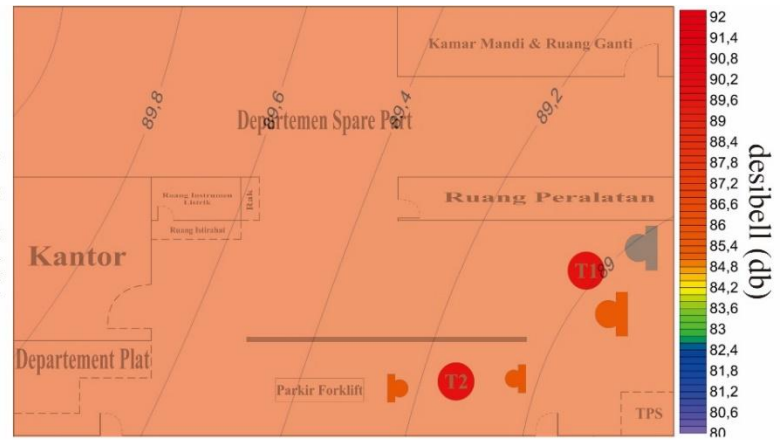 Kamar Mandi & Ruang Ganti
89,8
89,6
89,4
89,2
Departemen Spare Part
Ruang Instrumen
Listrik
Rak
Ruang Istirahat
Ruang Peralatan
Kantor
T1
89
Departement Plat
Parkir Forklift
T2
TPS
92
91,4
90,8
90,2
89,6
89
88,4
87,8
87,2
86,6
86
85,4
84,8
84,2
83,6
83
82,4
81,8
81,2
80,6
80
desibell (db)